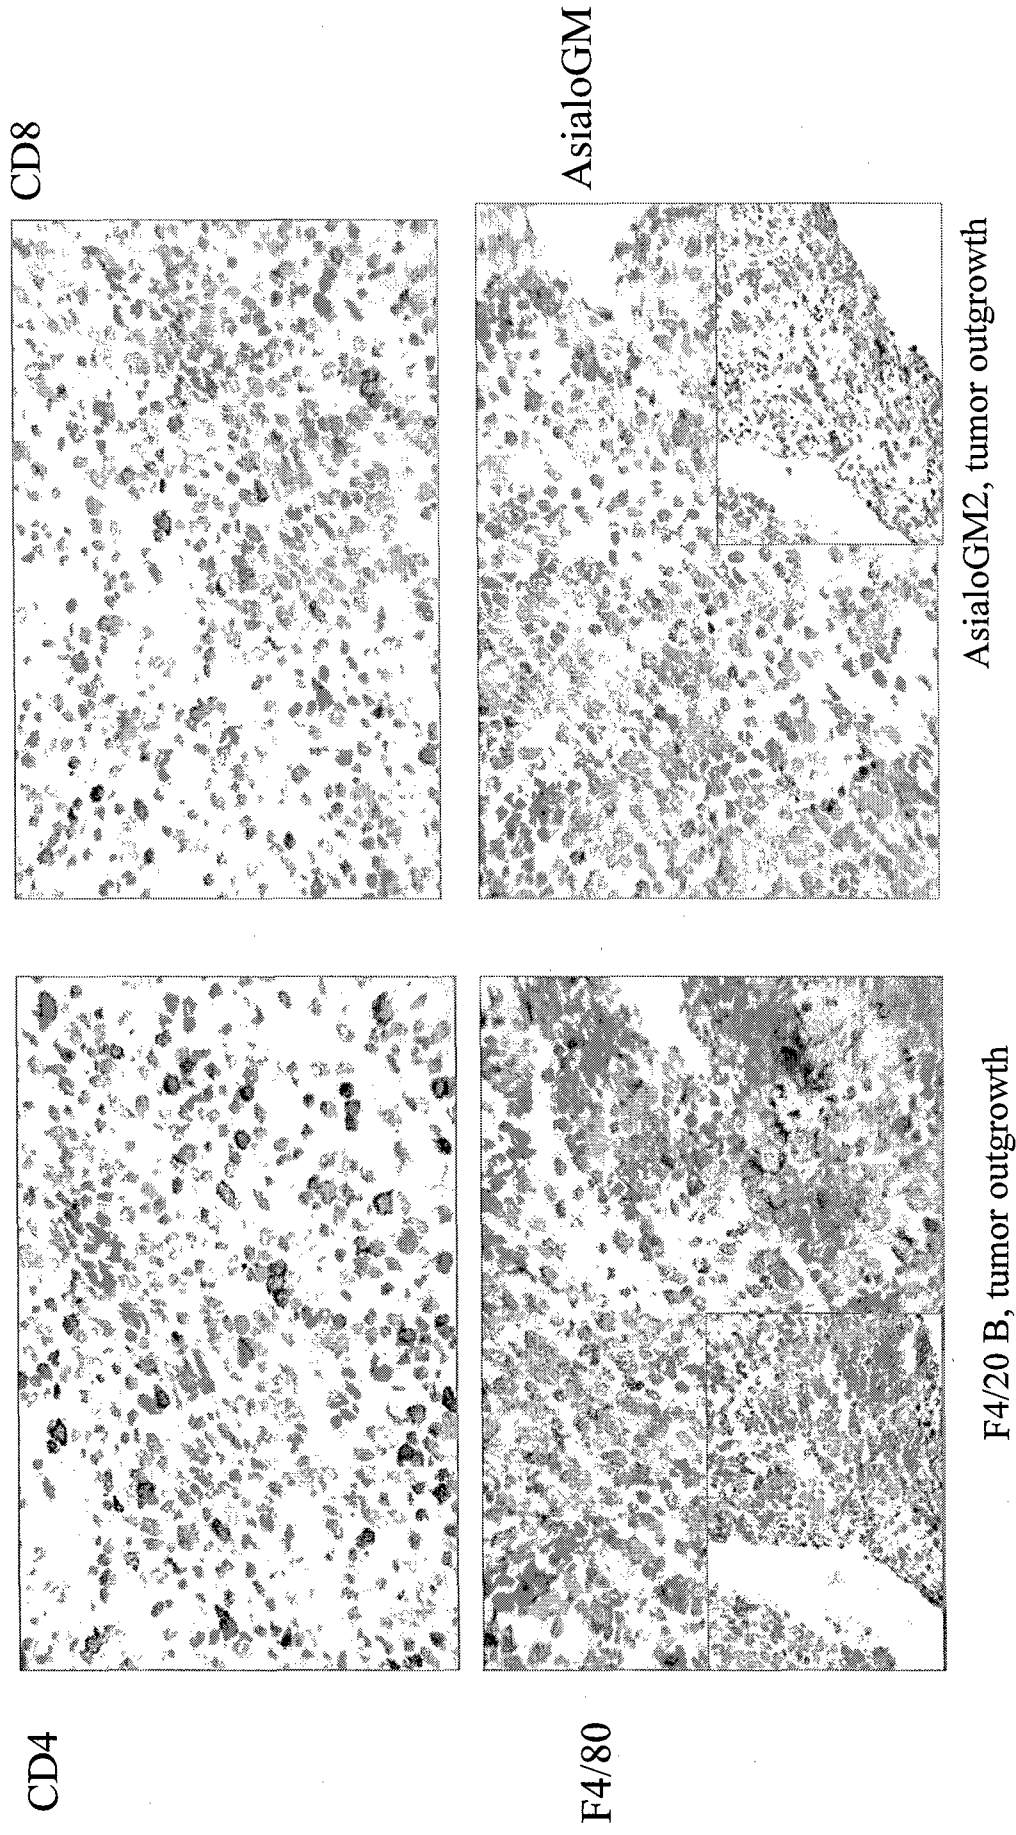 CD4
CD8
F4/80
AsialoGM
F4/20 B, tumor outgrowth
AsialoGM2, tumor outgrowth